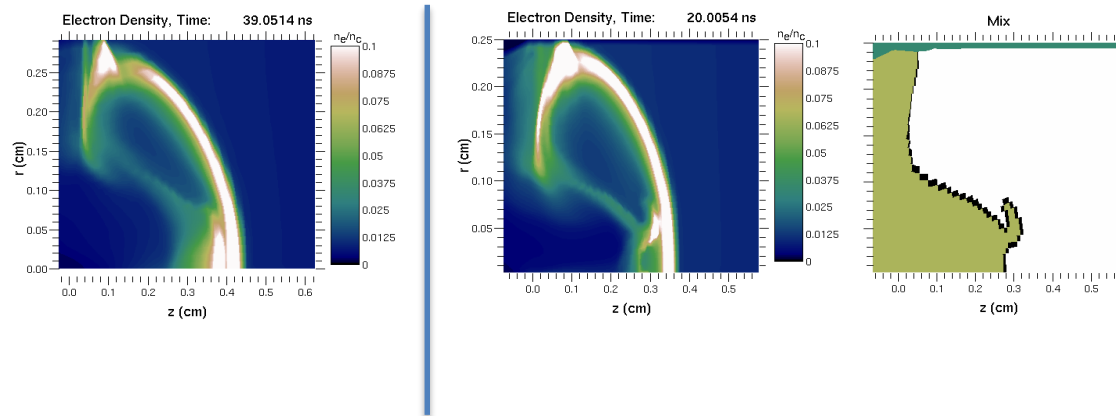 Electron Density, Time: 39.0514 ns
nₑ/n꜀
0.1
0.0875
0.075
0.0625
0.05
0.0375
0.025
0.0125
0
r (cm)
0.25
0.20
0.15
0.10
0.05
0.00
0.0 0.1 0.2 0.3 0.4 0.5 0.6
z (cm)
Electron Density, Time: 20.0054 ns
nₑ/n꜀
0.1
0.0875
0.075
0.0625
0.05
0.0375
0.025
0.0125
0
r (cm)
0.25
0.20
0.15
0.10
0.05
0.0 0.1 0.2 0.3 0.4 0.5
z (cm)
Mix
0.0 0.1 0.2 0.3 0.4 0.5
z (cm)